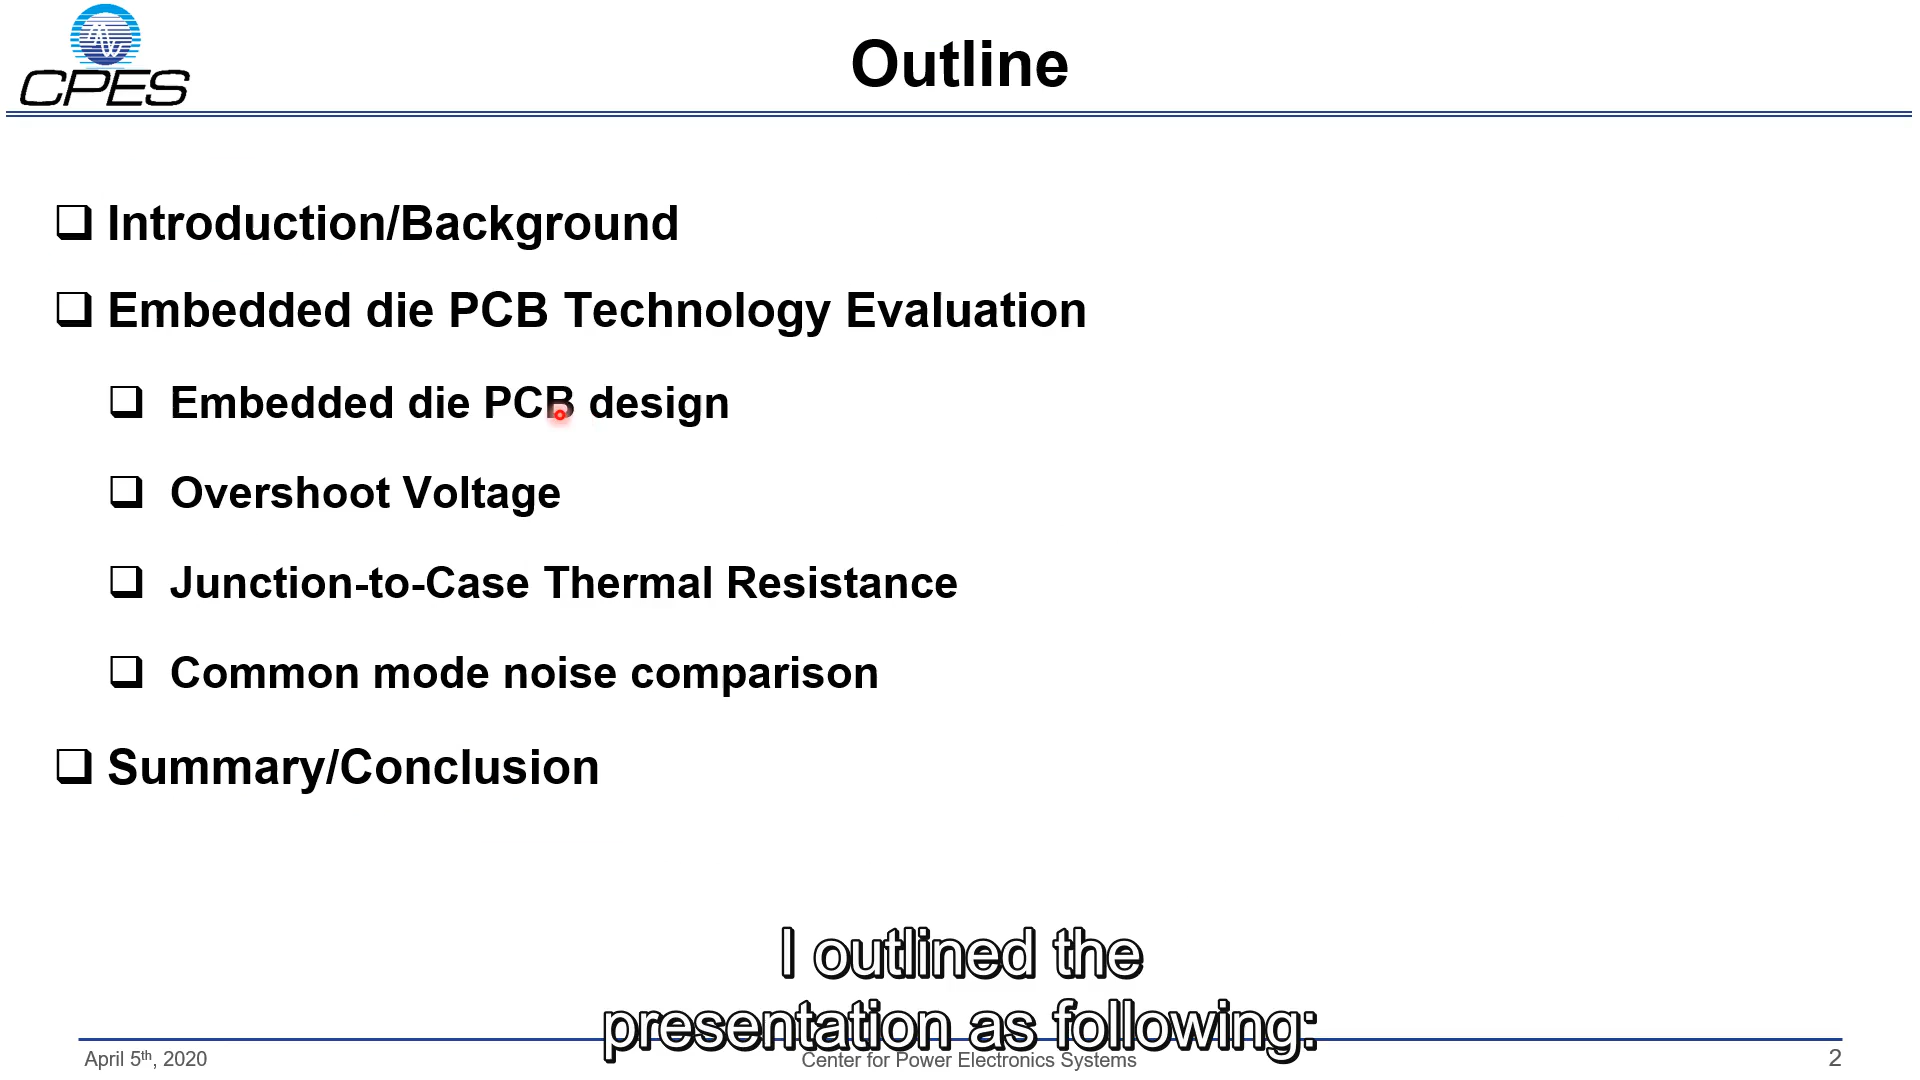 CPES
Outline
❑ Introduction/Background
❑ Embedded die PCB Technology Evaluation
❑ Embedded die PCB design
❑ Overshoot Voltage
❑ Junction-to-Case Thermal Resistance
❑ Common mode noise comparison
❑ Summary/Conclusion
I outlined the
presentation as following:
April 5th, 2020
Center for Power Electronics Systems
2